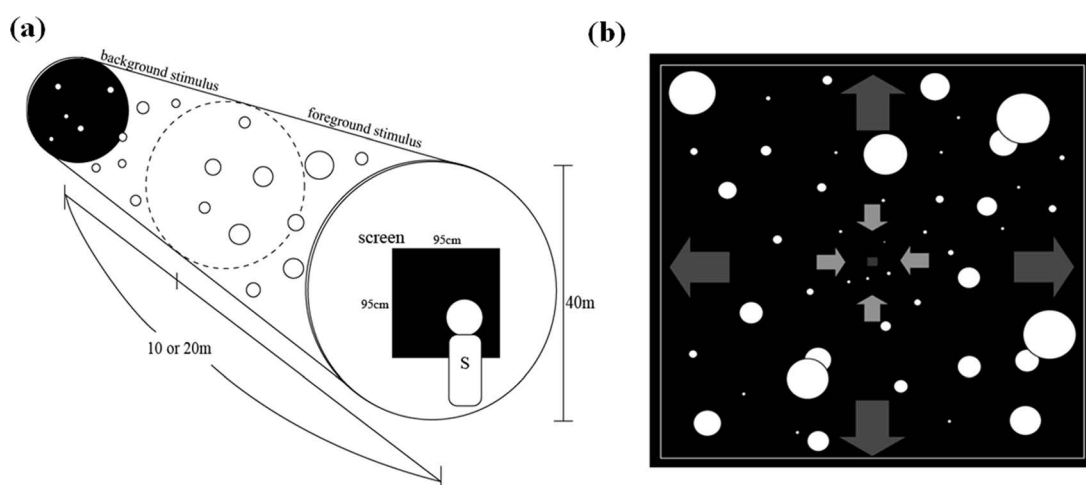 (a)
background stimulus
foreground stimulus
screen
95cm
95cm
S
40m
10 or 20m
(b)